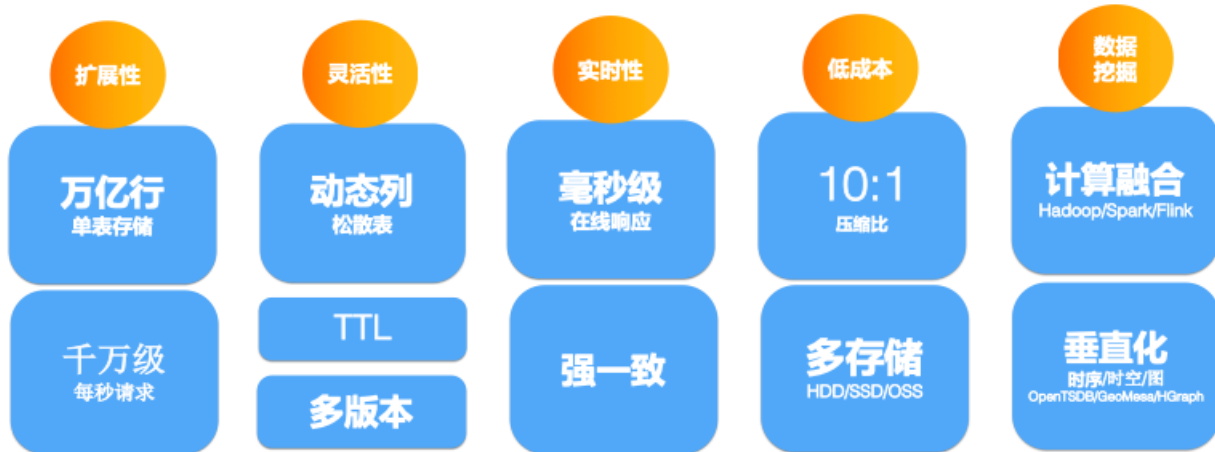 扩展性
万亿行
单表存储
千万级
每秒请求
灵活性
动态列
松散表
TTL
多版本
实时性
毫秒级
在线响应
强一致
低成本
10:1
压缩比
多存储
HDD/SSD/OSS
数据
挖掘
计算融合
Hadoop/Spark/Flink
垂直化
时序/时空/图
OpenTSDB/GeoMesa/HGraph